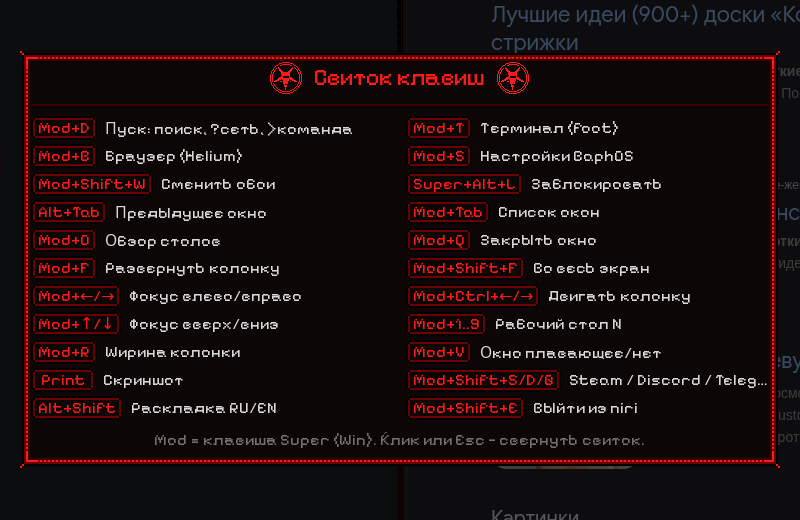 Лучшие идеи (900+) доски «Ко
стрижки
Свиток клавиш
Mod+D Пуск: поиск, ?сеть, >команда
Mod+T Терминал (foot)
Mod+B Браузер (Helium)
Mod+S Настройки BaphOS
Mod+Shift+W Сменить обои
Super+Alt+L Заблокировать
Alt+Tab Предыдущее окно
Mod+Tab Список окон
Mod+O Обзор столов
Mod+Q Закрыть окно
Mod+F Развернуть колонку
Mod+Shift+F Во весь экран
Mod+←/→ Фокус влево/вправо
Mod+Ctrl+←/→ Двигать колонку
Mod+↑/↓ Фокус вверх/вниз
Mod+1..9 Рабочий стол N
Mod+R Ширина колонки
Mod+V Окно плавающее/нет
Print Скриншот
Mod+Shift+S/D/G Steam / Discord / Teleg…
Alt+Shift Раскладка RU/EN
Mod+Shift+E Выйти из niri
Mod = клавиша Super (Win). Клик или Esc - свернуть свиток.
Картинки